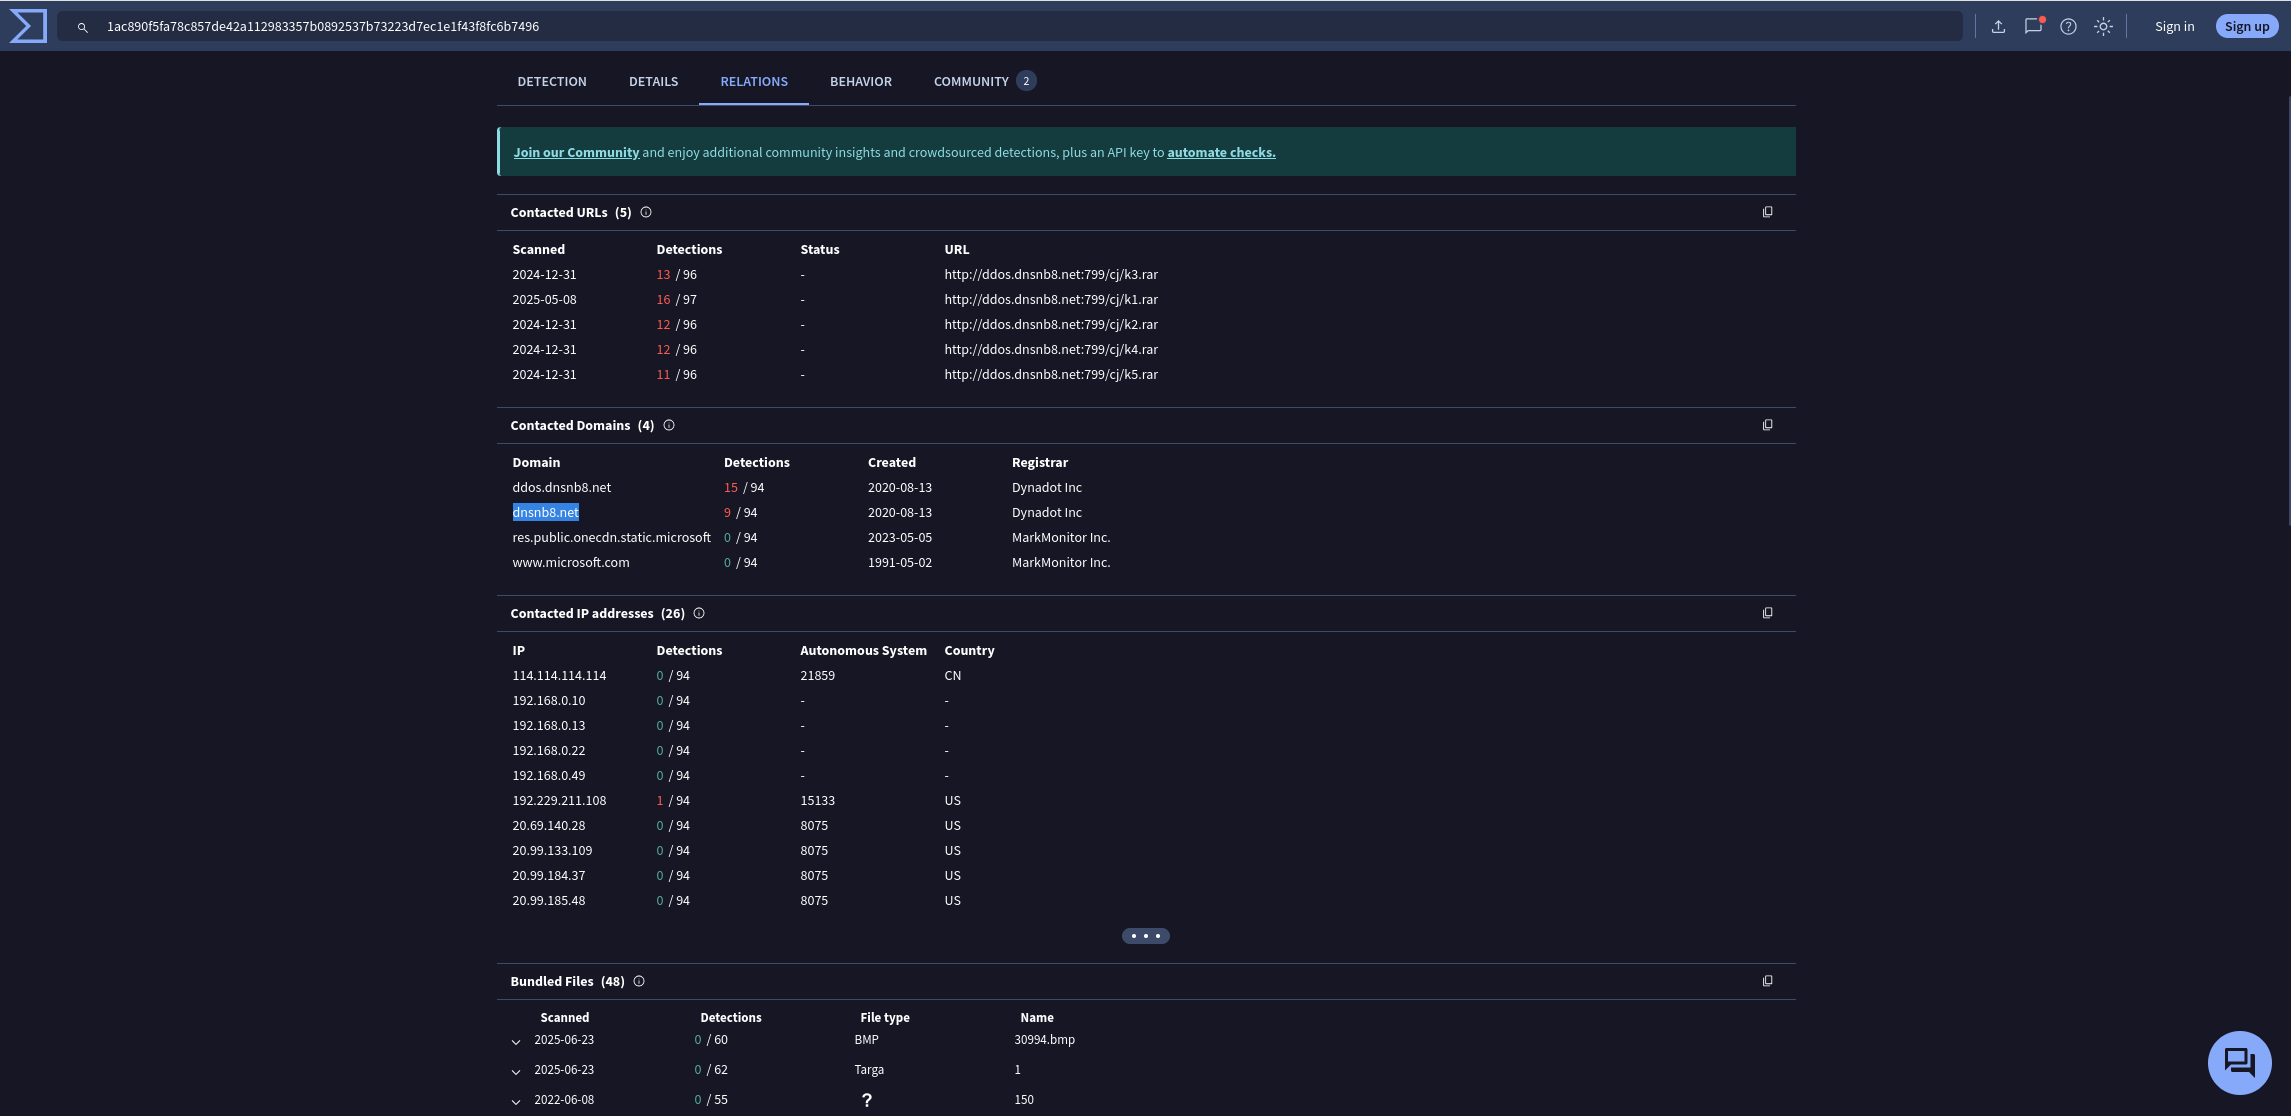 1ac890f5fa78c857de42a112983357b0892537b73223d7ec1e1f43f8fc6b7496 Sign in Sign up
DETECTION DETAILS RELATIONS BEHAVIOR COMMUNITY 2
Join our Community and enjoy additional community insights and crowdsourced detections, plus an API key to automate checks.
Contacted URLs (5)
Scanned Detections Status URL
2024-12-31 13 / 96 - http://ddos.dnsnb8.net:799/cj/k3.rar
2025-05-08 16 / 97 - http://ddos.dnsnb8.net:799/cj/k1.rar
2024-12-31 12 / 96 - http://ddos.dnsnb8.net:799/cj/k2.rar
2024-12-31 12 / 96 - http://ddos.dnsnb8.net:799/cj/k4.rar
2024-12-31 11 / 96 - http://ddos.dnsnb8.net:799/cj/k5.rar
Contacted Domains (4)
Domain Detections Created Registrar
ddos.dnsnb8.net 15 / 94 2020-08-13 Dynadot Inc
dnsnb8.net 9 / 94 2020-08-13 Dynadot Inc
res.public.onecdn.static.microsoft 0 / 94 2023-05-05 MarkMonitor Inc.
www.microsoft.com 0 / 94 1991-05-02 MarkMonitor Inc.
Contacted IP addresses (26)
IP Detections Autonomous System Country
114.114.114.114 0 / 94 21859 CN
192.168.0.10 0 / 94 - -
192.168.0.13 0 / 94 - -
192.168.0.22 0 / 94 - -
192.168.0.49 0 / 94 - -
192.229.211.108 1 / 94 15133 US
20.69.140.28 0 / 94 8075 US
20.99.133.109 0 / 94 8075 US
20.99.184.37 0 / 94 8075 US
20.99.185.48 0 / 94 8075 US
Bundled Files (48)
Scanned Detections File type Name
2025-06-23 0 / 60 BMP 30994.bmp
2025-06-23 0 / 62 Targa 1
2022-06-08 0 / 55 ? 150